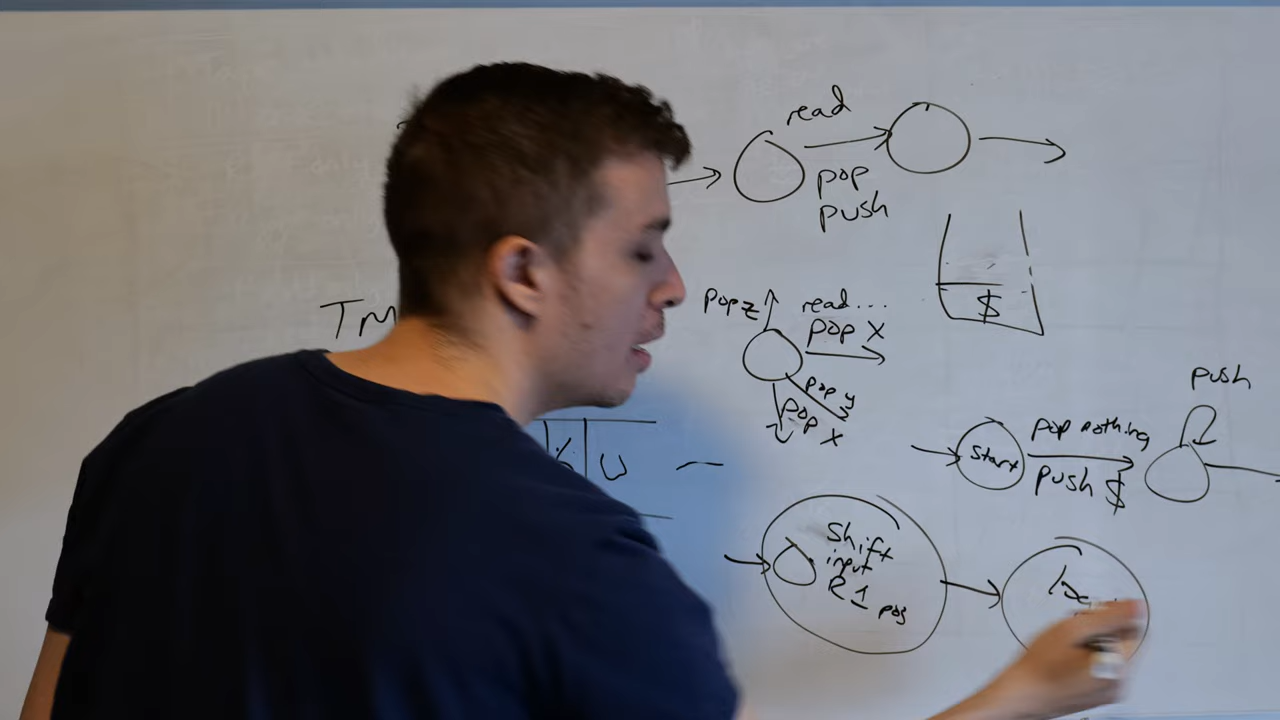 read
pop
push
TM
$
pop z
read...
pop x
pop y
pop x
push
start
pop nothing
push $
U
shift
input
R 1
pos